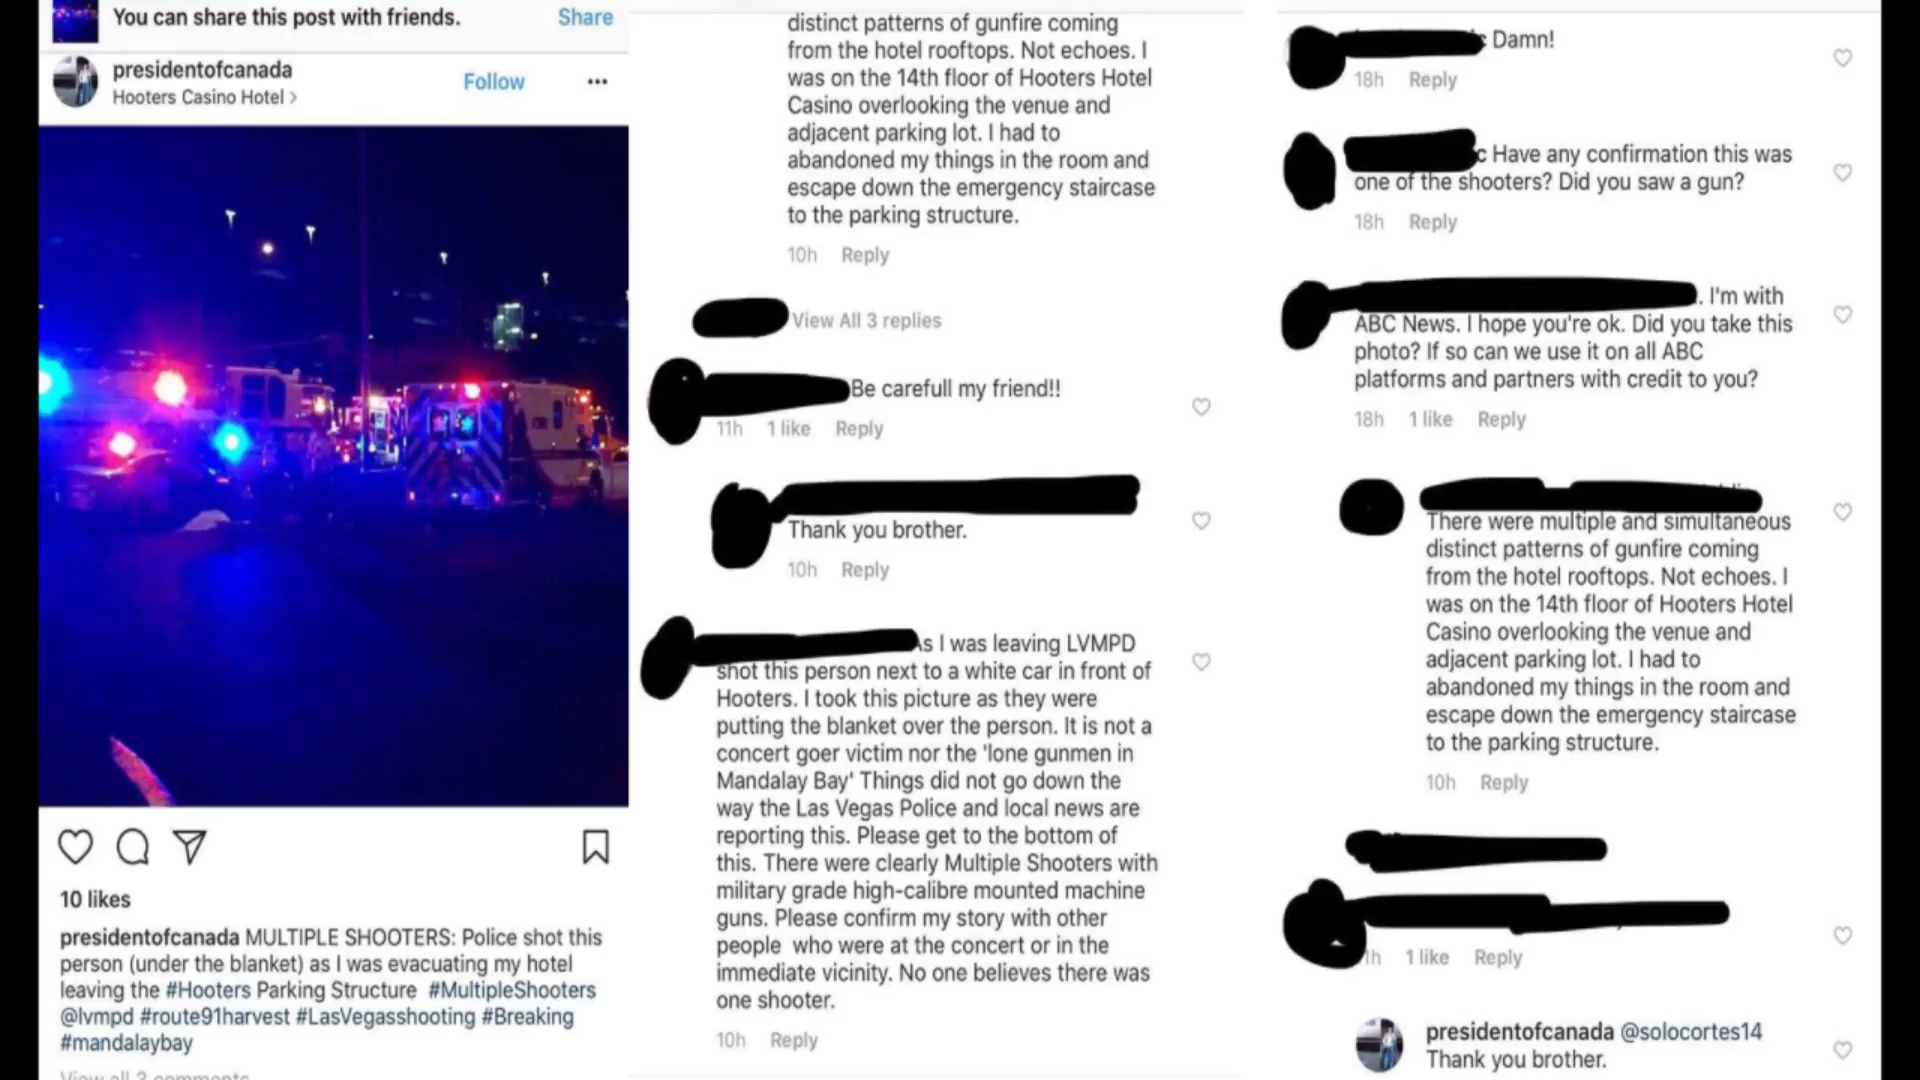 You can share this post with friends.
Share
presidentofcanada
Hooters Casino Hotel >
Follow
10 likes
presidentofcanada MULTIPLE SHOOTERS: Police shot this
person (under the blanket) as I was evacuating my hotel
leaving the #Hooters Parking Structure #MultipleShooters
@lvmpd #route91harvest #LasVegasshooting #Breaking
#mandalaybay
View all 3 comments
distinct patterns of gunfire coming
from the hotel rooftops. Not echoes. I
was on the 14th floor of Hooters Hotel
Casino overlooking the venue and
adjacent parking lot. I had to
abandoned my things in the room and
escape down the emergency staircase
to the parking structure.
10h Reply
View All 3 replies
Be carefull my friend!!
11h 1 like Reply
Thank you brother.
10h Reply
As I was leaving LVMPD
shot this person next to a white car in front of
Hooters. I took this picture as they were
putting the blanket over the person. It is not a
concert goer victim nor the 'lone gunmen in
Mandalay Bay' Things did not go down the
way the Las Vegas Police and local news are
reporting this. Please get to the bottom of
this. There were clearly Multiple Shooters with
military grade high-calibre mounted machine
guns. Please confirm my story with other
people who were at the concert or in the
immediate vicinity. No one believes there was
one shooter.
10h Reply
Damn!
18h Reply
Have any confirmation this was
one of the shooters? Did you saw a gun?
18h Reply
I'm with
ABC News. I hope you're ok. Did you take this
photo? If so can we use it on all ABC
platforms and partners with credit to you?
18h 1 like Reply
There were multiple and simultaneous
distinct patterns of gunfire coming
from the hotel rooftops. Not echoes. I
was on the 14th floor of Hooters Hotel
Casino overlooking the venue and
adjacent parking lot. I had to
abandoned my things in the room and
escape down the emergency staircase
to the parking structure.
10h Reply
1 like Reply
presidentofcanada @solocortes14
Thank you brother.